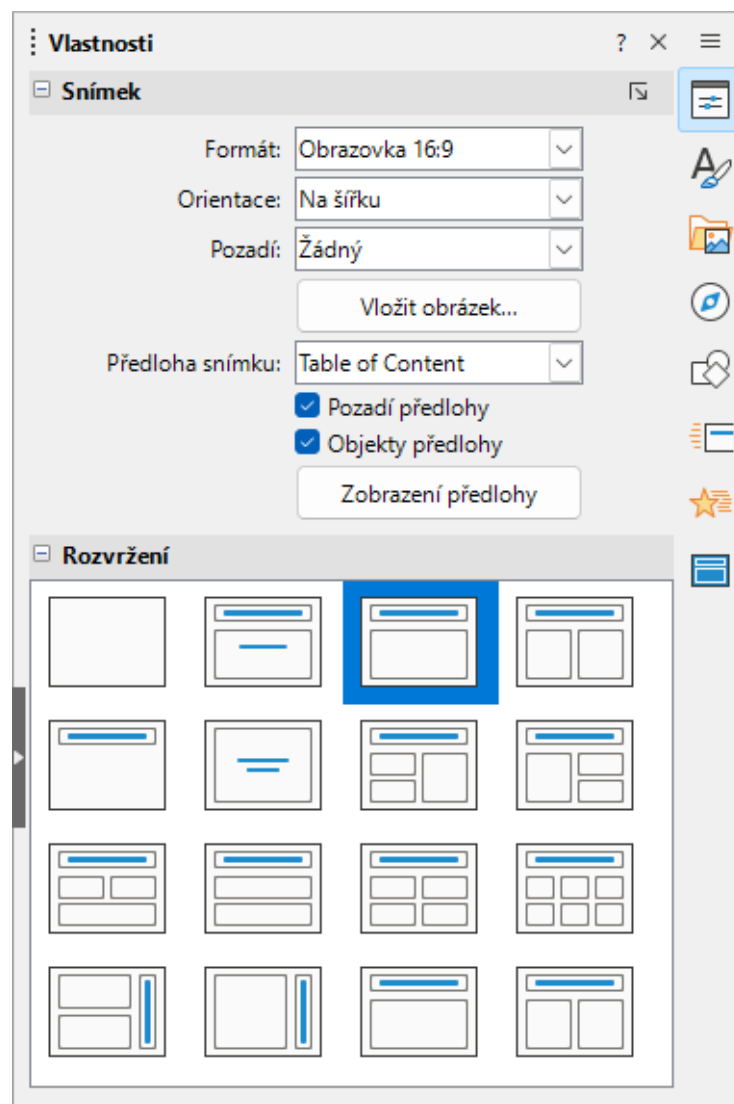 Vlastnosti
Snímek
Formát: Obrazovka 16:9
Orientace: Na šířku
Pozadí: Žádný
Vložit obrázek...
Předloha snímku: Table of Content
Pozadí předlohy
Objekty předlohy
Zobrazení předlohy
Rozvržení